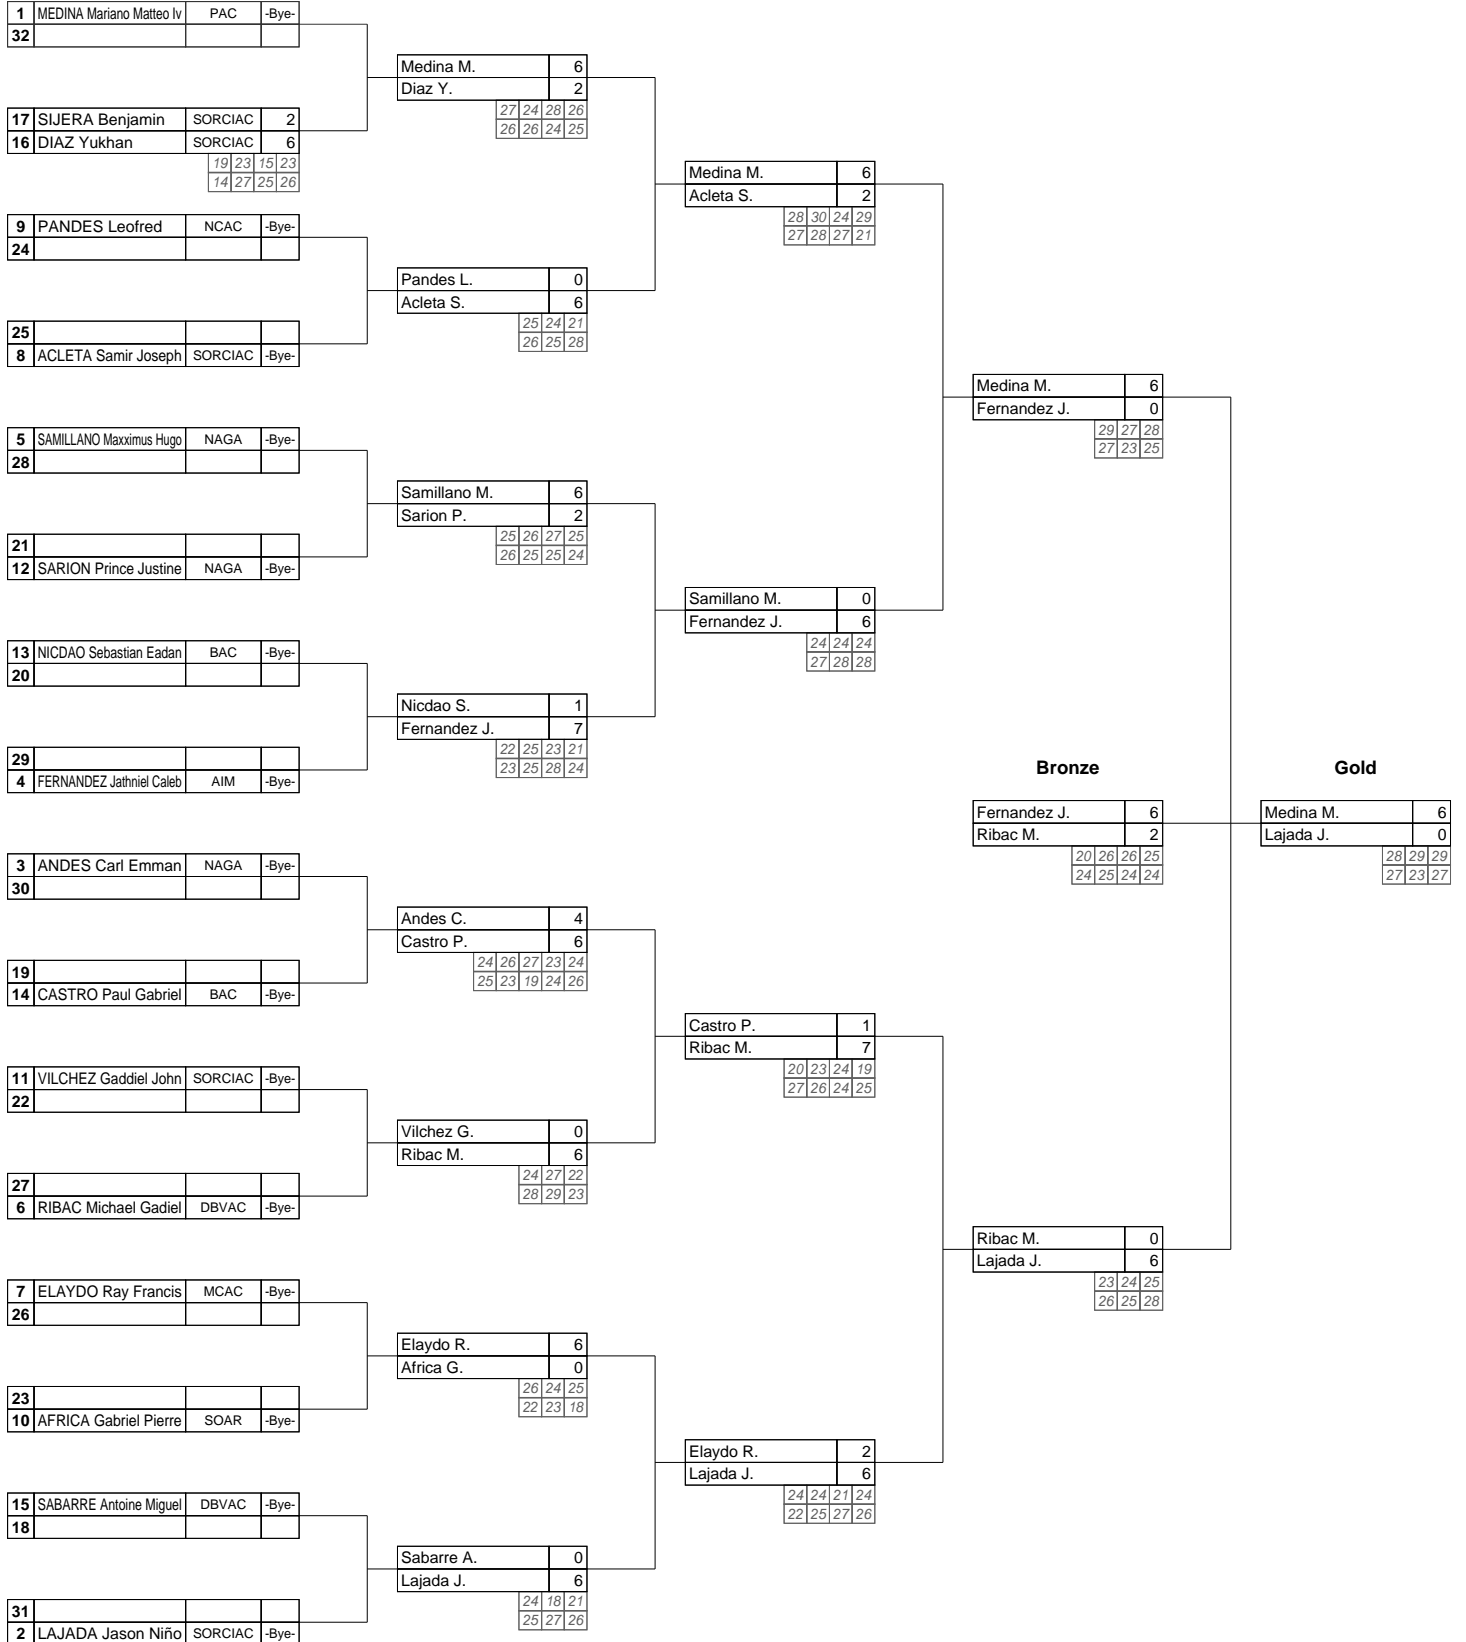 1 MEDINA Mariano Matteo Iv PAC -Bye-
32
Medina M. 6
Diaz Y. 2
27 24 28 26
26 26 24 25
17 SIJERA Benjamin SORCIAC 2
16 DIAZ Yukhan SORCIAC 6
19 23 15 23
14 27 25 26
Medina M. 6
Acleta S. 2
28 30 24 29
27 28 27 21
9 PANDES Leofred NCAC -Bye-
24
Pandes L. 0
Acleta S. 6
25 24 21
26 25 28
25
8 ACLETA Samir Joseph SORCIAC -Bye-
Medina M. 6
Fernandez J. 0
29 27 28
27 23 25
5 SAMILLANO Maxximus Hugo NAGA -Bye-
28
Samillano M. 6
Sarion P. 2
25 26 27 25
26 25 25 24
21
12 SARION Prince Justine NAGA -Bye-
Samillano M. 0
Fernandez J. 6
24 24 24
27 28 28
13 NICDAO Sebastian Eadan BAC -Bye-
20
Nicdao S. 1
Fernandez J. 7
22 25 23 21
23 25 28 24
29
4 FERNANDEZ Jathniel Caleb AIM -Bye-
Bronze Gold
Fernandez J. 6
Ribac M. 2
20 26 26 25
24 25 24 24
Medina M. 6
Lajada J. 0
28 29 29
27 23 27
3 ANDES Carl Emman NAGA -Bye-
30
Andes C. 4
Castro P. 6
24 26 27 23 24
25 23 19 24 26
19
14 CASTRO Paul Gabriel BAC -Bye-
Castro P. 1
Ribac M. 7
20 23 24 19
27 26 24 25
11 VILCHEZ Gaddiel John SORCIAC -Bye-
22
Vilchez G. 0
Ribac M. 6
24 27 22
28 29 23
27
6 RIBAC Michael Gadiel DBVAC -Bye-
Ribac M. 0
Lajada J. 6
23 24 25
26 25 28
7 ELAYDO Ray Francis MCAC -Bye-
26
Elaydo R. 6
Africa G. 0
26 24 25
22 23 18
23
10 AFRICA Gabriel Pierre SOAR -Bye-
Elaydo R. 2
Lajada J. 6
24 24 21 24
22 25 27 26
15 SABARRE Antoine Miguel DBVAC -Bye-
18
Sabarre A. 0
Lajada J. 6
24 18 21
25 27 26
31
2 LAJADA Jason Niño SORCIAC -Bye-